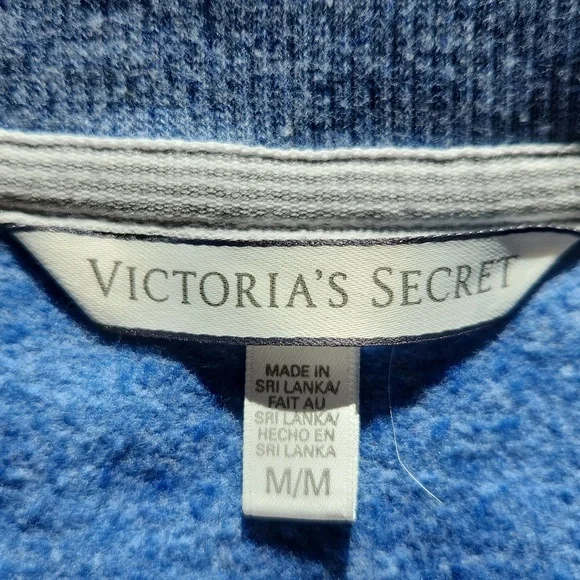 VICTORIA'S SECRET
MADE IN
SRI LANKA/
FAIT AU
SRI LANKA/
HECHO EN
SRI LANKA
M/M